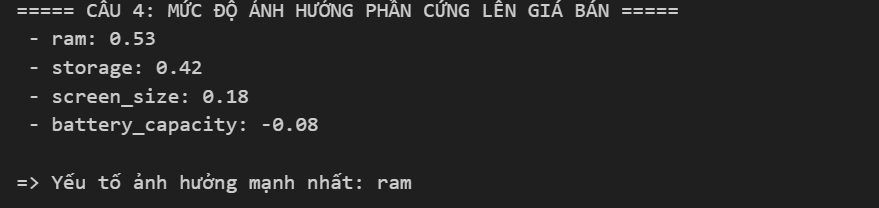 ===== CÂU 4: MỨC ĐỘ ẢNH HƯỞNG PHẦN CỨNG LÊN GIÁ BÁN =====
- ram: 0.53
- storage: 0.42
- screen_size: 0.18
- battery_capacity: -0.08
=> Yếu tố ảnh hưởng mạnh nhất: ram